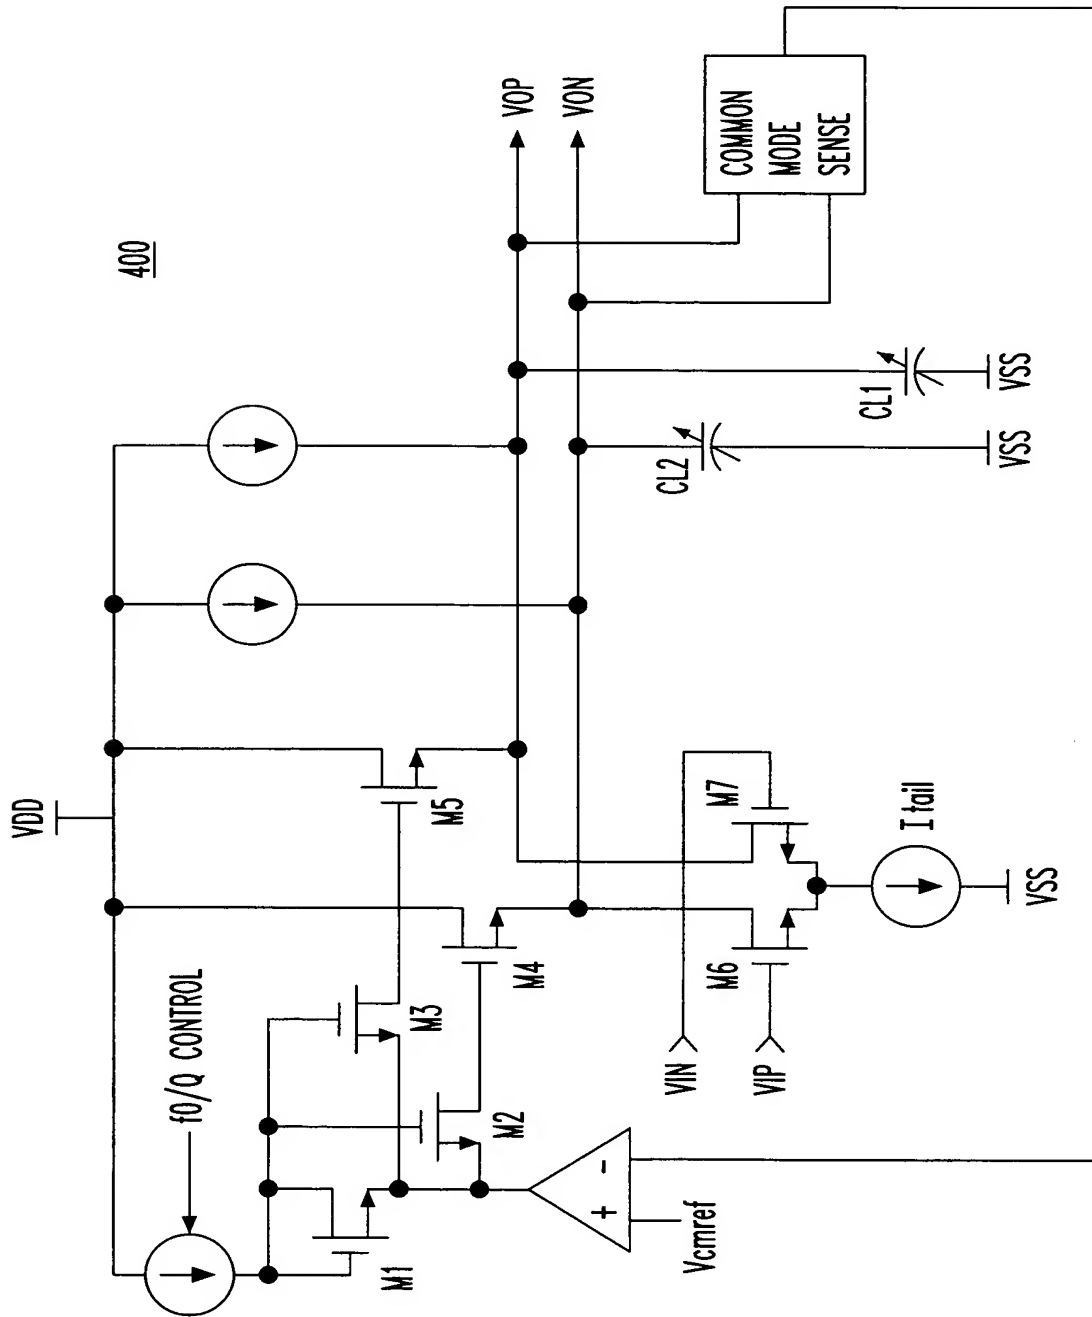 400
VDD
f0/Q CONTROL
M1
M2
M3
M4
M5
VOP
VON
COMMON
MODE
SENSE
CL1
CL2
VSS
VSS
VIN
VIP
M6
M7
I tail
VSS
+
-
Vcmref